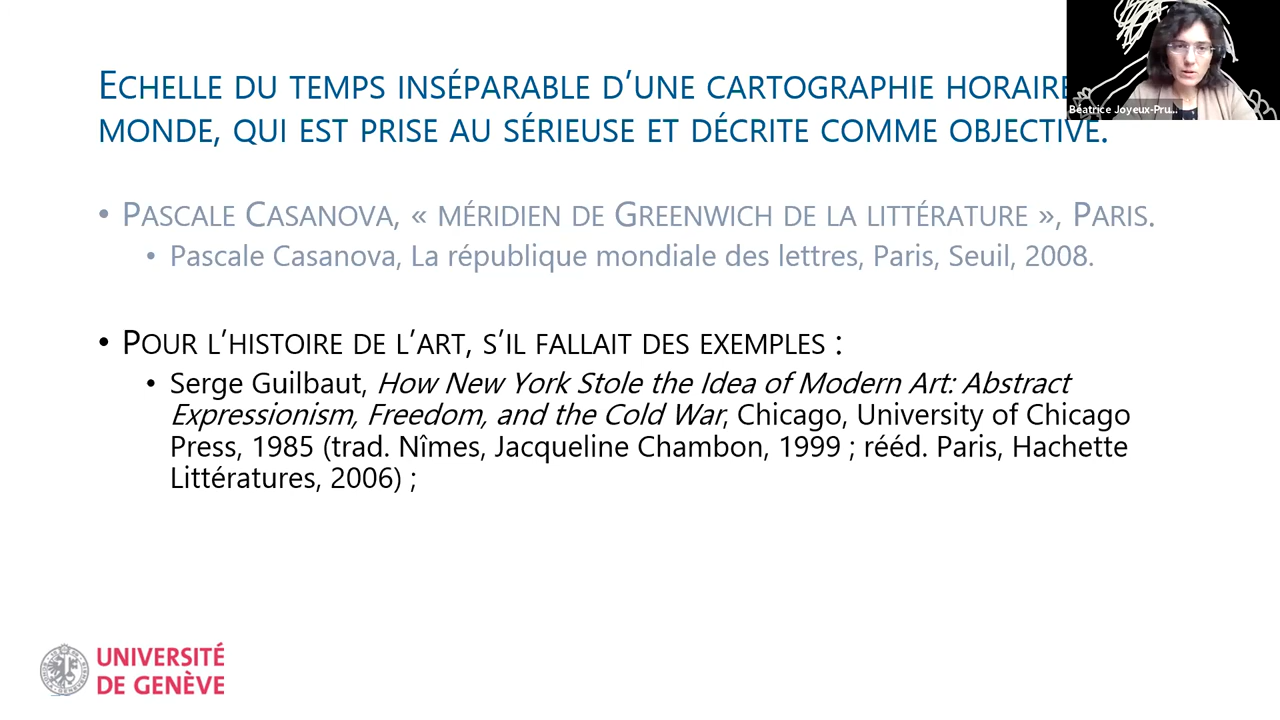 ECHELLE DU TEMPS INSÉPARABLE D'UNE CARTOGRAPHIE HORAIRE
MONDE, QUI EST PRISE AU SÉRIEUSE ET DÉCRITE COMME OBJECTIVE.
Béatrice Joyeux-Pru...
• PASCALE CASANOVA, « MÉRIDIEN DE GREENWICH DE LA LITTÉRATURE », PARIS.
• Pascale Casanova, La république mondiale des lettres, Paris, Seuil, 2008.
• POUR L'HISTOIRE DE L'ART, S'IL FALLAIT DES EXEMPLES :
• Serge Guilbaut, How New York Stole the Idea of Modern Art: Abstract
Expressionism, Freedom, and the Cold War, Chicago, University of Chicago
Press, 1985 (trad. Nîmes, Jacqueline Chambon, 1999 ; rééd. Paris, Hachette
Littératures, 2006) ;
UNIVERSITÉ
DE GENÈVE